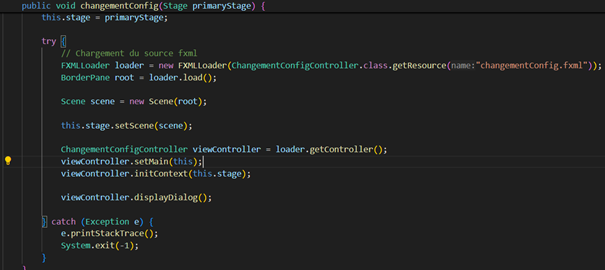 public void changementConfig(Stage primaryStage) {
this.stage = primaryStage;
try {
// Chargement du source fxml
FXMLLoader loader = new FXMLLoader(ChangementConfigController.class.getResource(name:"changementConfig.fxml"));
BorderPane root = loader.load();
Scene scene = new Scene(root);
this.stage.setScene(scene);
ChangementConfigController viewController = loader.getController();
viewController.setMain(this);
viewController.initContext(this.stage);
viewController.displayDialog();
} catch (Exception e) {
e.printStackTrace();
System.exit(-1);
}
}